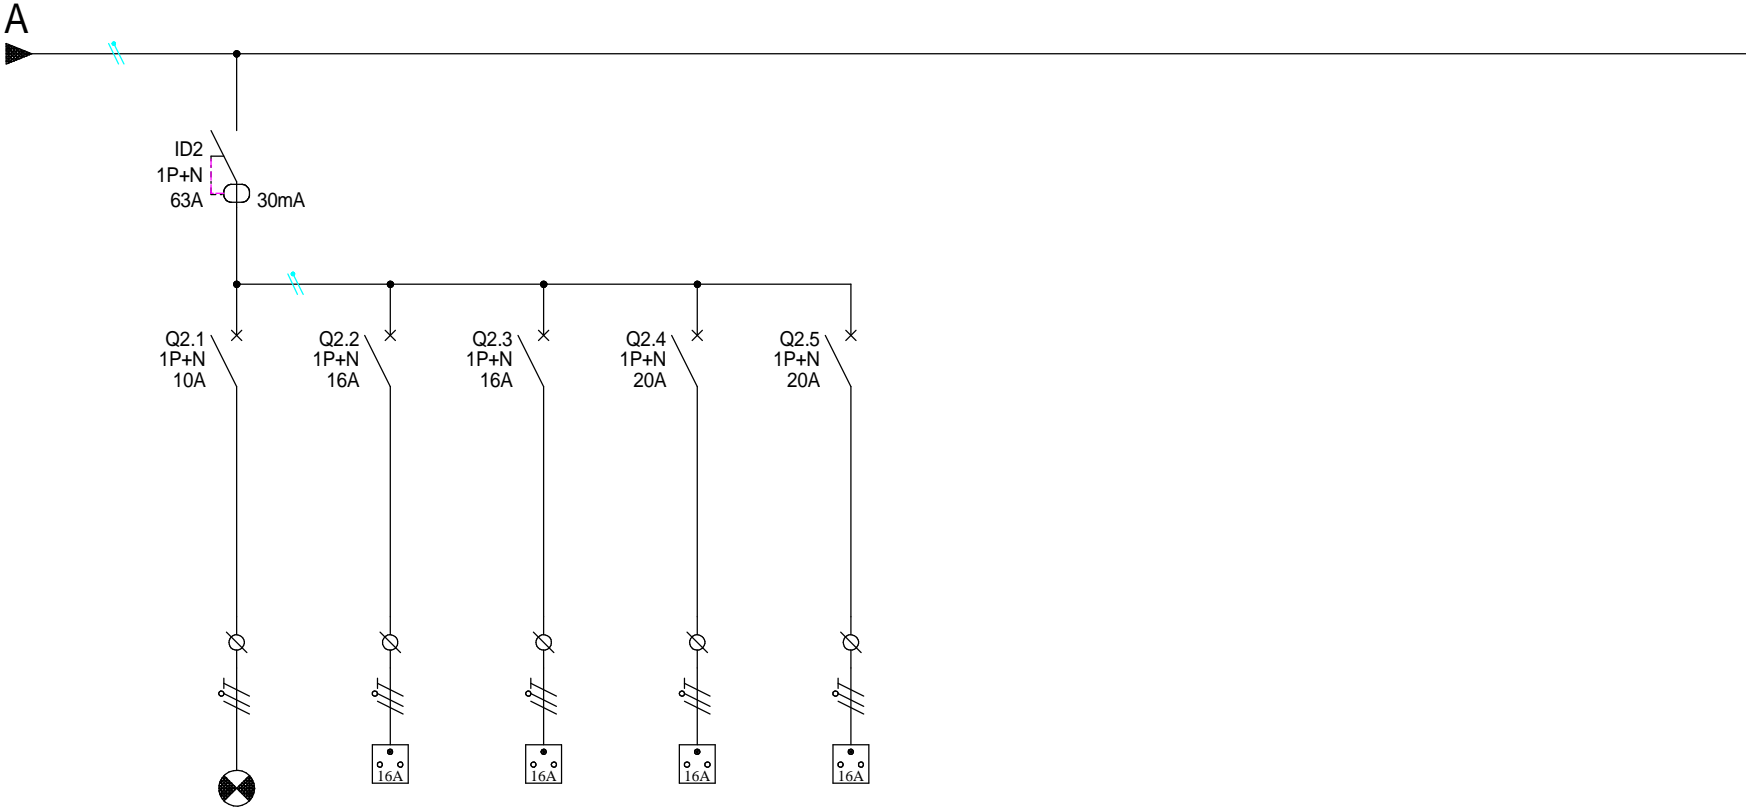 A
ID2
1P+N
63A
30mA
Q2.1
1P+N
10A
Q2.2
1P+N
16A
Q2.3
1P+N
16A
Q2.4
1P+N
20A
Q2.5
1P+N
20A
16A
16A
16A
16A